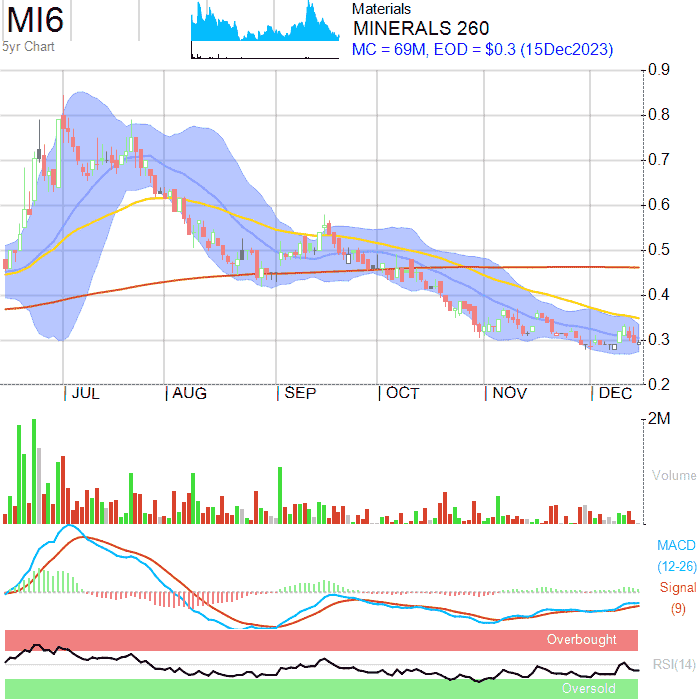 MI6
5yr Chart
Materials
MINERALS 260
MC = 69M, EOD = $0.3 (15Dec2023)
0.9
0.8
0.7
0.6
0.5
0.4
0.3
0.2
JUL AUG SEP OCT NOV DEC
2M
Volume
MACD
(12-26)
Signal
(9)
Overbought
RSI(14)
Oversold